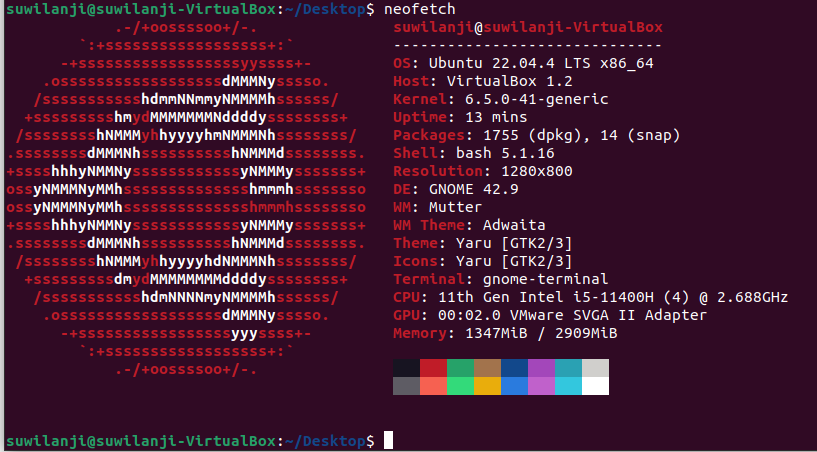 suwilanji@suwilanji-VirtualBox:~/Desktop$ neofetch
            .-/+oossssoo+/-.               suwilanji@suwilanji-VirtualBox
        `:+ssssssssssssssssss+:`           ------------------------------
      -+ssssssssssssssssssyyssss+-         OS: Ubuntu 22.04.4 LTS x86_64
    .ossssssssssssssssssdMMMNysssso.       Host: VirtualBox 1.2
   /ssssssssssshdmmNNmmyNMMMMhssssss/      Kernel: 6.5.0-41-generic
  +ssssssssshmydMMMMMMMNddddyssssssss+     Uptime: 13 mins
 /sssssssshNMMMyhhyyyyhmNMMMNhssssssss/    Packages: 1755 (dpkg), 14 (snap)
.ssssssssdMMMNhsssssssssshNMMMdssssssss.   Shell: bash 5.1.16
+sssshhhyNMMNyssssssssssssyNMMMysssssss+   Resolution: 1280x800
ossyNMMMNyMMhsssssssssssssshmmmhssssssso   DE: GNOME 42.9
ossyNMMMNyMMhsssssssssssssshmmmhssssssso   WM: Mutter
+sssshhhyNMMNyssssssssssssyNMMMysssssss+   WM Theme: Adwaita
.ssssssssdMMMNhsssssssssshNMMMdssssssss.   Theme: Yaru [GTK2/3]
 /sssssssshNMMMyhhyyyyhdNMMMNhssssssss/    Icons: Yaru [GTK2/3]
  +sssssssssdmydMMMMMMMMddddyssssssss+     Terminal: gnome-terminal
   /ssssssssssshdmNNNNmyNMMMMhssssss/      CPU: 11th Gen Intel i5-11400H (4) @ 2.688GHz
    .ossssssssssssssssssdMMMNysssso.       GPU: 00:02.0 VMware SVGA II Adapter
      -+sssssssssssssssssyyyssss+-         Memory: 1347MiB / 2909MiB
        `:+ssssssssssssssssss+:`
            .-/+oossssoo+/-.
suwilanji@suwilanji-VirtualBox:~/Desktop$